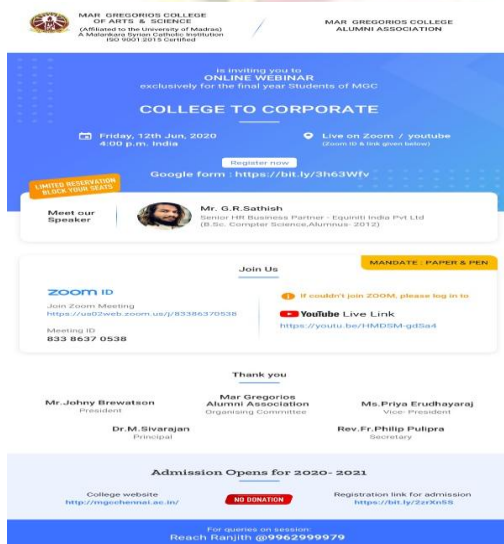 MAR GREGORIOS COLLEGE
OF ARTS & SCIENCE
(Affiliated to the University of Madras)
A Malankara Syrian Catholic Institution
ISO 9001:2015 Certified
MAR GREGORIOS COLLEGE
ALUMNI ASSOCIATION
is inviting you to
ONLINE WEBINAR
exclusively for the final year Students of MGC
COLLEGE TO CORPORATE
Friday, 12th Jun, 2020
4:00 p.m. India
Live on Zoom / youtube
(Zoom ID & link given below)
Register now
Google form : https://bit.ly/3h63Wfv
LIMITED RESERVATION
BLOCK YOUR SEATS
Meet our
Speaker
Mr. G.R.Sathish
Senior HR Business Partner - Equiniti India Pvt Ltd
(B.Sc. Compter Science,Alumnus- 2012)
MANDATE : PAPER & PEN
Join Us
zoom ID
Join Zoom Meeting
https://us02web.zoom.us/j/83386370538
Meeting ID
833 8637 0538
If couldn't join ZOOM, please log in to
YouTube Live Link
https://youtu.be/HMDSM-gdSa4
Thank you
Mr.Johny Brewatson
President
Mar Gregorios
Alumni Association
Organising Committee
Ms.Priya Erudhayaraj
Vice- President
Dr.M.Sivarajan
Principal
Rev.Fr.Philip Pulipra
Secretary
Admission Opens for 2020- 2021
College website
http://mgcchennai.ac.in/
NO DONATION
Registration link for admission
https://bit.ly/2zrXn5S
For queries on session:
Reach Ranjith @9962999979